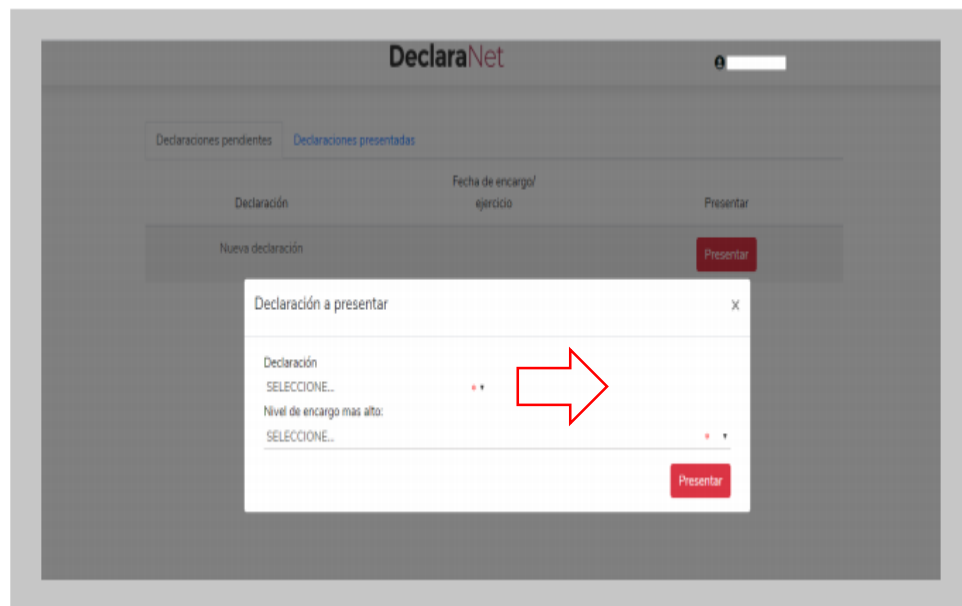 DeclaraNet
Declaraciones pendientes Declaraciones presentadas
Fecha de encargo/
Declaración ejercicio Presentar
Nueva declaración Presentar
Declaración a presentar x
Declaración
SELECCIONE...
Nivel de encargo mas alto:
SELECCIONE...
Presentar